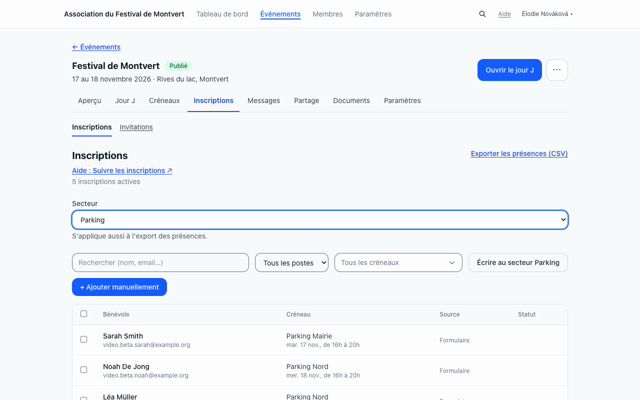 Association du Festival de Montvert
Tableau de bord
Événements
Membres
Paramètres
Aide
Élodie Nováková
← Événements
Festival de Montvert
Publié
17 au 18 novembre 2026 · Rives du lac, Montvert
Ouvrir le jour J
...
Aperçu
Jour J
Créneaux
Inscriptions
Messages
Partage
Documents
Paramètres
Inscriptions
Invitations
Inscriptions
Exporter les présences (CSV)
Aide : Suivre les inscriptions ↗
5 inscriptions actives
Secteur
Parking
S'applique aussi à l'export des présences.
Rechercher (nom, email...)
Tous les postes
Tous les créneaux
Écrire au secteur Parking
+ Ajouter manuellement
Bénévole
Créneau
Source
Statut
Sarah Smith
Parking Mairie
video.beta.sarah@example.org
mar. 17 nov., de 16h à 20h
Formulaire
Noah De Jong
Parking Nord
video.beta.noah@example.org
mer. 18 nov., de 16h à 20h
Formulaire
Léa Müller
Parking Nord